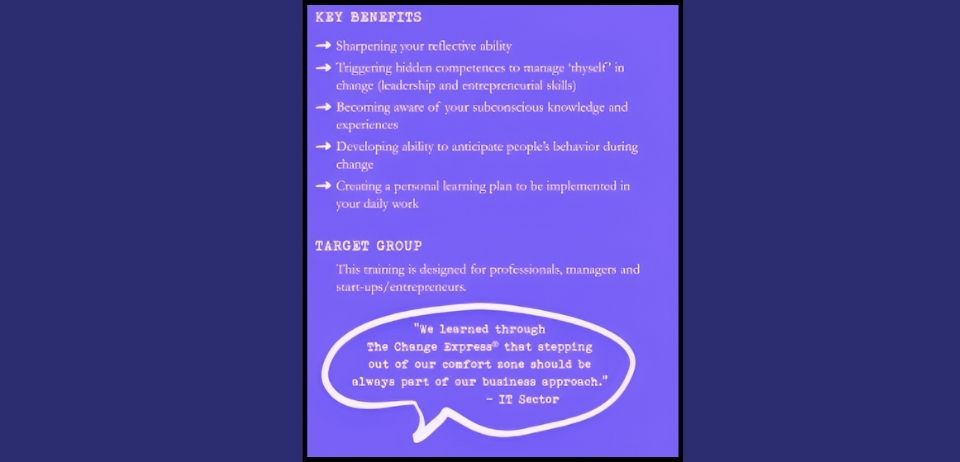 KEY BENEFITS
→ Sharpening your reflective ability
→ Triggering hidden competences to manage ‘thyself’ in
change (leadership and entrepreneurial skills)
→ Becoming aware of your subconscious knowledge and
experiences
→ Developing ability to anticipate people's behavior during
change
→ Creating a personal learning plan to be implemented in
your daily work
TARGET GROUP
This training is designed for professionals, managers and
start-ups/entrepreneurs.
"We learned through
The Change Express® that stepping
out of our comfort zone should be
always part of our business approach."
- IT Sector